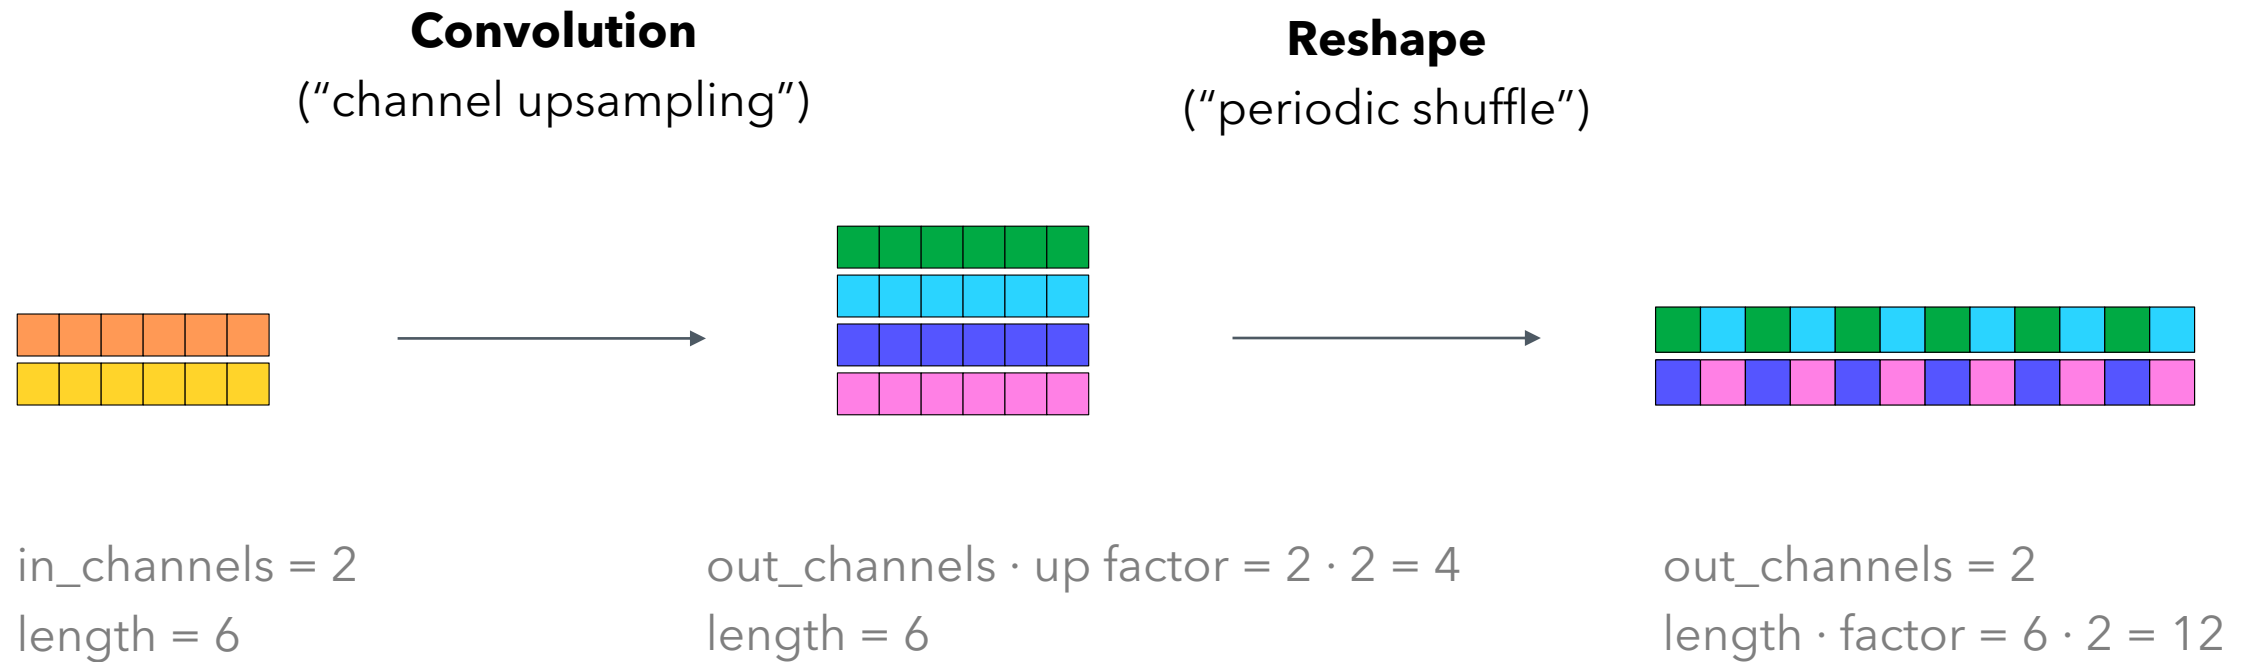 Convolution
(“channel upsampling”)
Reshape
(“periodic shuffle”)
in_channels = 2
length = 6
out_channels · up factor = 2 · 2 = 4
length = 6
out_channels = 2
length · factor = 6 · 2 = 12